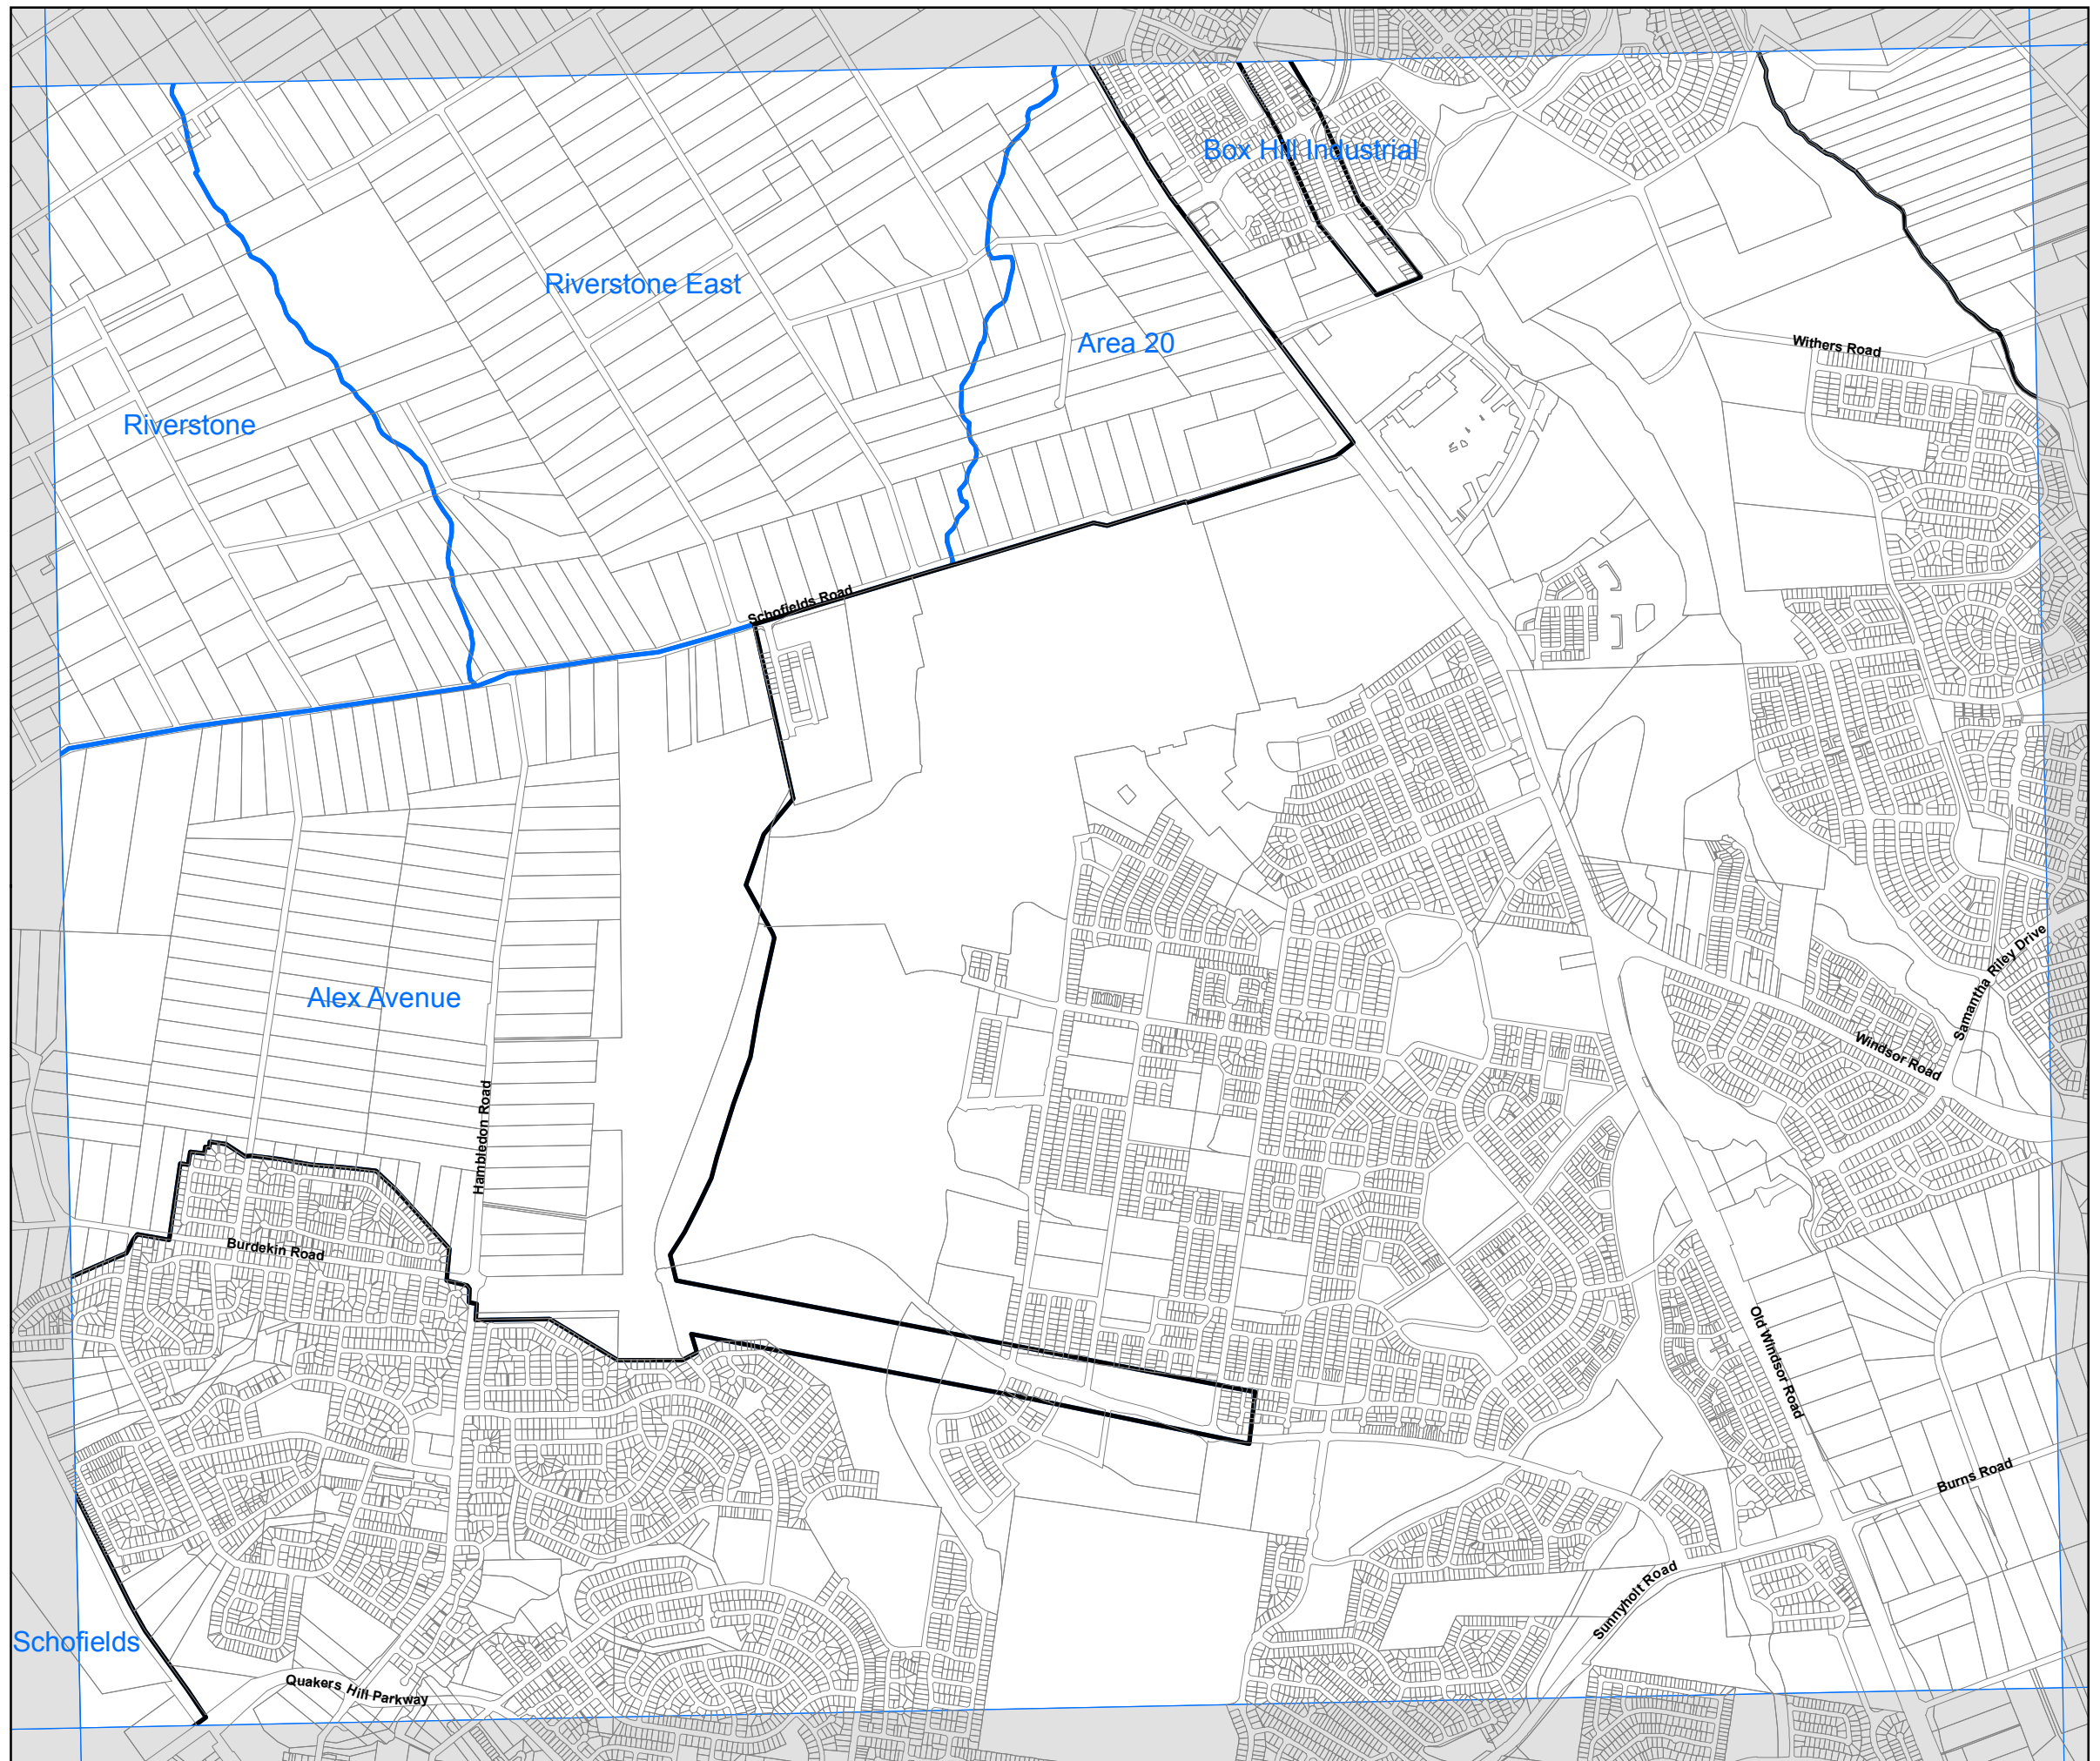 Box Hill Industrial
Riverstone East
Area 20
Withers Road
Riverstone
Schofields Road
Samantha Riley Drive
Alex Avenue
Windsor Road
Hambledon Road
Burdekin Road
Old Windsor Road
Burns Road
Sunnyholt Road
Schofields
Quakers Hill Parkway